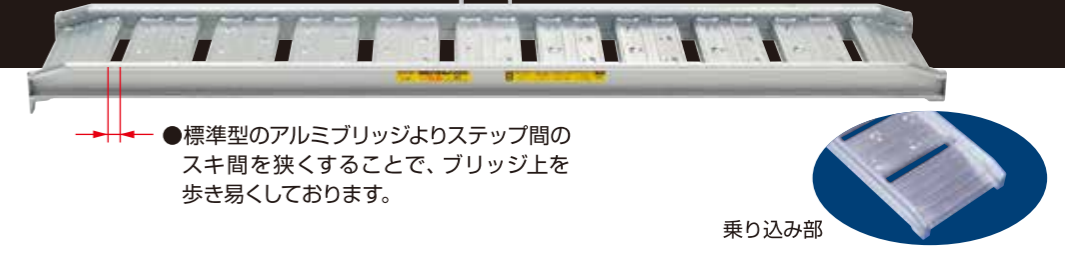 ●標準型のアルミブリッジよりステップ間の
スキ間を狭くすることで、ブリッジ上を
歩き易くしております。
乗り込み部